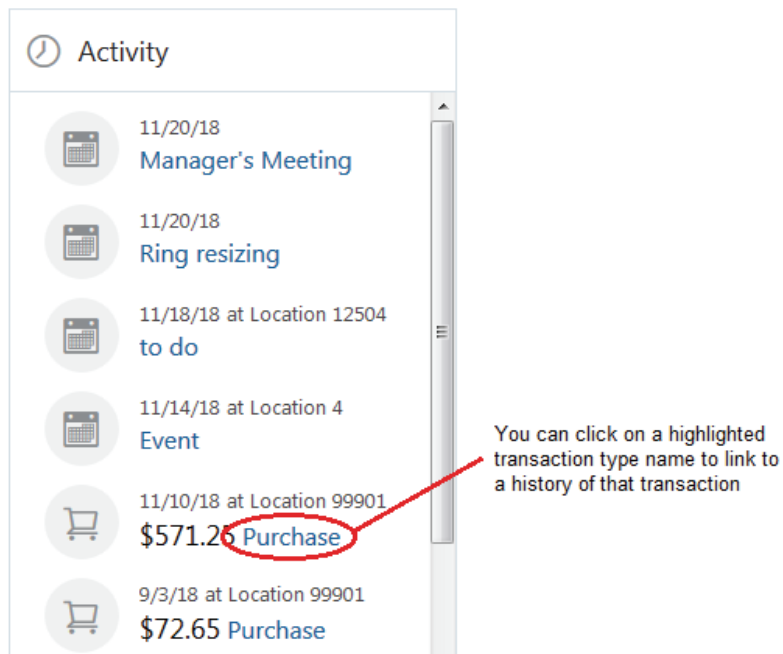 Activity
11/20/18
Manager's Meeting
11/20/18
Ring resizing
11/18/18 at Location 12504
to do
11/14/18 at Location 4
Event
11/10/18 at Location 99901
$571.25 Purchase
9/3/18 at Location 99901
$72.65 Purchase
You can click on a highlighted
transaction type name to link to
a history of that transaction